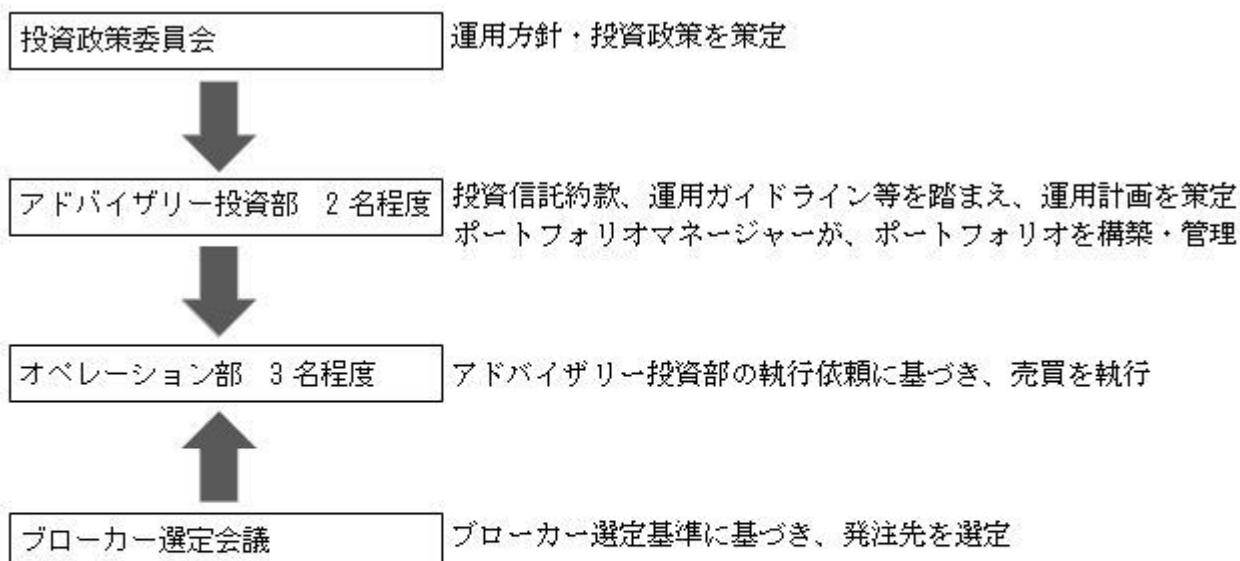 投資政策委員会
運用方針・投資政策を策定
アドバイザリー投資部 2名程度
投資信託約款、運用ガイドライン等を踏まえ、運用計画を策定
ポートフォリオマネージャーが、ポートフォリオを構築・管理
オペレーション部 3名程度
アドバイザリー投資部の執行依頼に基づき、売買を執行
ブローカー選定会議
ブローカー選定基準に基づき、発注先を選定